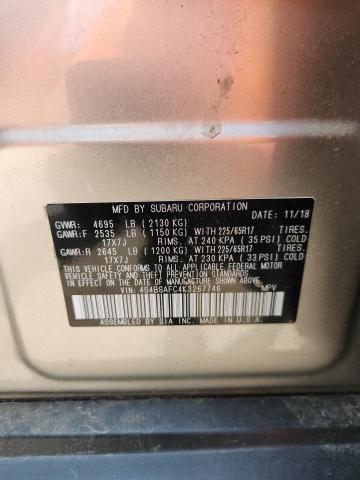 MFD BY SUBARU CORPORATION DATE: 11/18
GVWR: 4695 LB (2130 KG)
GAWR:F 2535 LB (1150 KG) WITH 225/65R17 TIRES.
17X7J RIMS. AT 240 KPA (35 PSI) COLD
GAWR:R 2645 LB (1200 KG) WITH 225/65R17 TIRES.
17X7J RIMS. AT 230 KPA (33 PSI) COLD
THIS VEHICLE CONFORMS TO ALL APPLICABLE FEDERAL MOTOR
VEHICLE SAFETY, BUMPER, AND THEFT PREVENTION STANDARDS
IN EFFECT ON THE DATE OF MANUFACTURE SHOWN ABOVE.
VIN: 4S4BSAFC4K3267746 MPV
ASSEMBLED BY SIA INC. MADE IN U.S.A.